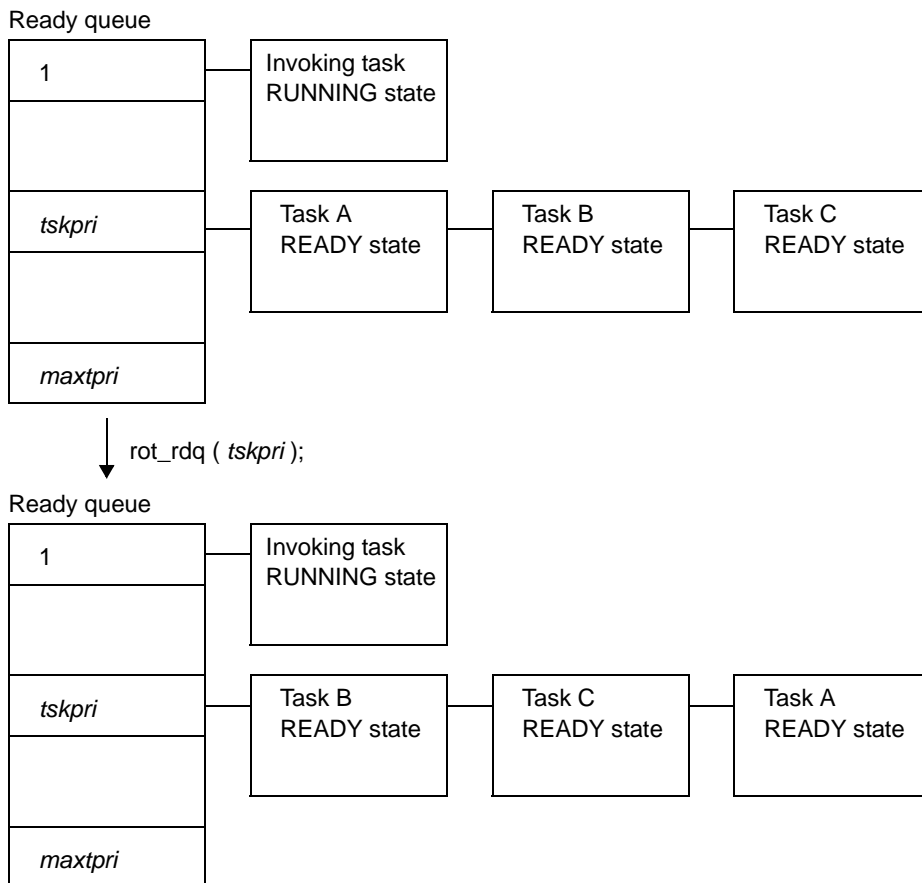 Ready queue
1
Invoking task
RUNNING state
tskpri
Task A
READY state
Task B
READY state
Task C
READY state
maxtpri
rot_rdq ( tskpri );
Ready queue
1
Invoking task
RUNNING state
tskpri
Task B
READY state
Task C
READY state
Task A
READY state
maxtpri